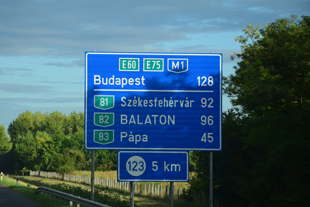 E60 E75 M1
Budapest 128
81 Székesfehérvár 92
82 BALATON 96
83 Pápa 45
123 5 km